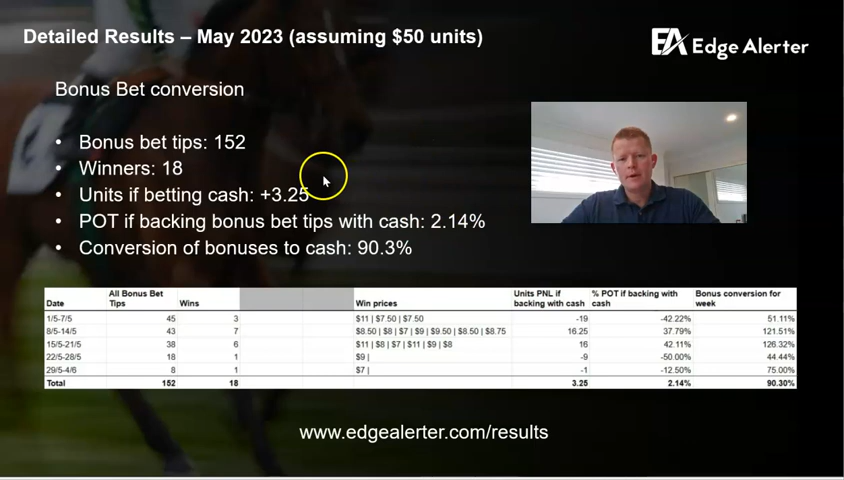 Detailed Results – May 2023 (assuming $50 units)
EA Edge Alerter
Bonus Bet conversion
• Bonus bet tips: 152
• Winners: 18
• Units if betting cash: +3.25
• POT if backing bonus bet tips with cash: 2.14%
• Conversion of bonuses to cash: 90.3%
All Bonus Bet Units PNL if % POT if backing with Bonus conversion for
Date Tips Wins Win prices backing with cash cash week
1/5-7/5 45 3 $11 | $7.50 | $7.50 -19 -42.22% 51.11%
8/5-14/5 43 7 $8.50 | $8 | $7 | $9 | $9.50 | $8.50 | $8.75 16.25 37.79% 121.51%
15/5-21/5 38 6 $11 | $8 | $7 | $11 | $9 | $8 16 42.11% 126.32%
22/5-28/5 18 1 $9 | -9 -50.00% 44.44%
29/5-4/6 8 1 $7 | -1 -12.50% 75.00%
Total 152 18 3.25 2.14% 90.30%
www.edgealerter.com/results